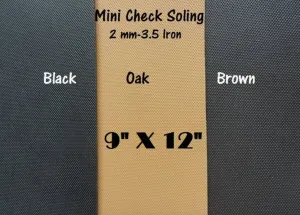 Mini Check Soling
2 mm-3.5 Iron
Black Oak Brown
9" X 12"